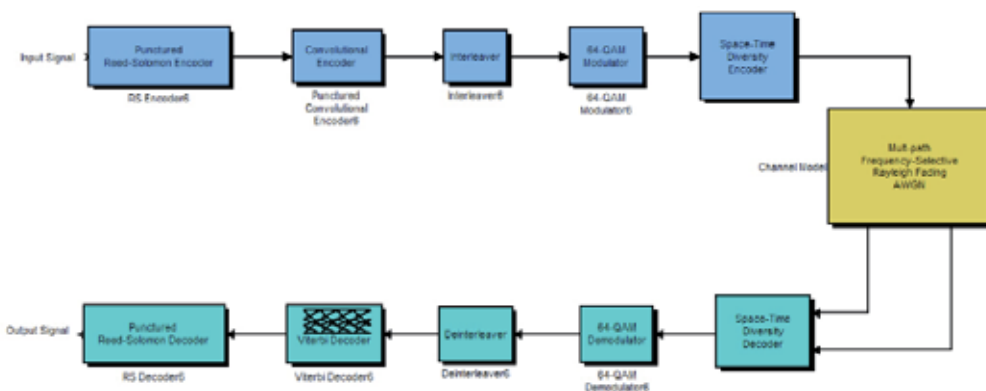 Input Signal
Punctured
Reed-Solomon Encoder
RS Encoder6
Convolutional
Encoder
Punctured
Convolutional
Encoder6
Interleaver
Interleaver6
64-QAM
Modulator
64-QAM
Modulator6
Space-Time
Diversity
Encoder
Channel Model
Multi-path
Frequency-Selective
Rayleigh Fading
AWGN
Output Signal
Punctured
Reed-Solomon Decoder
RS Decoder6
Viterbi Decoder
Viterbi Decoder6
Deinterleaver
Deinterleaver6
64-QAM
Demodulator
64-QAM
Demodulator6
Space-Time
Diversity
Decoder